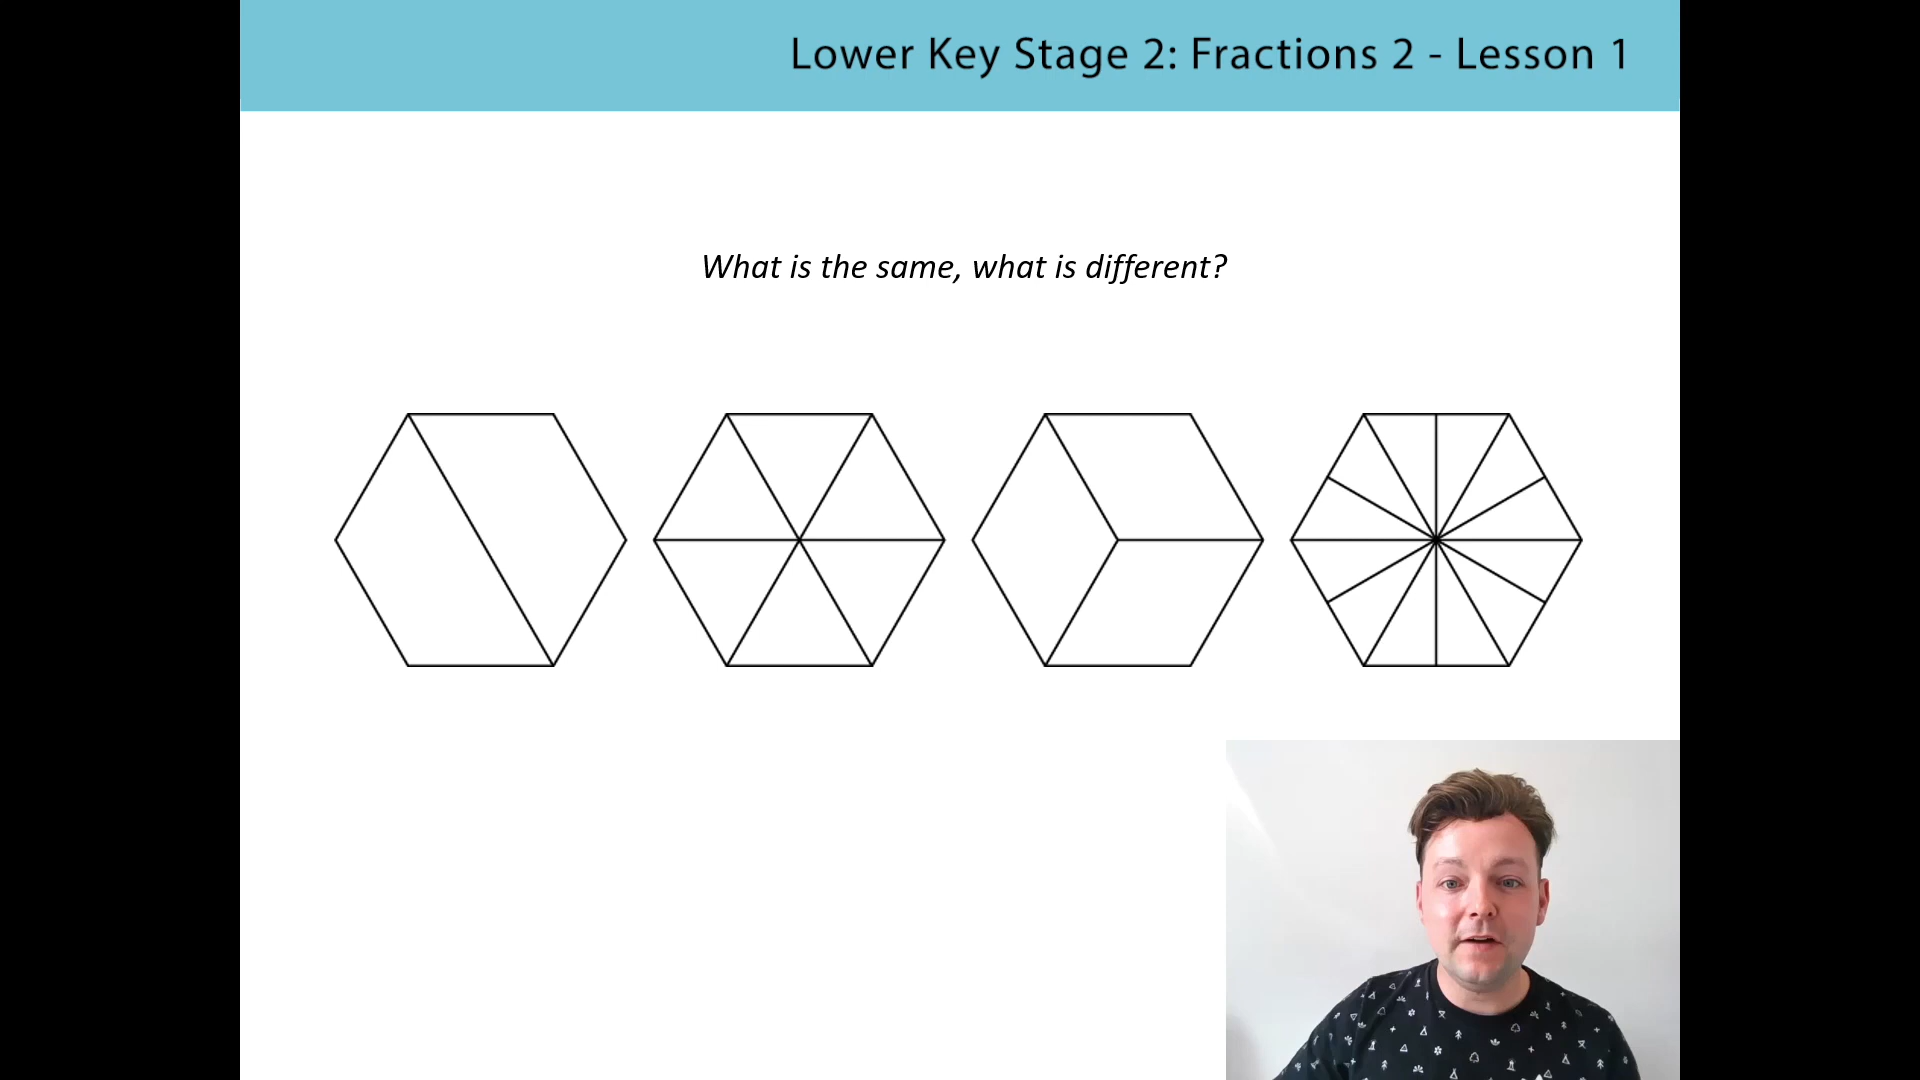 Lower Key Stage 2: Fractions 2 - Lesson 1
What is the same, what is different?